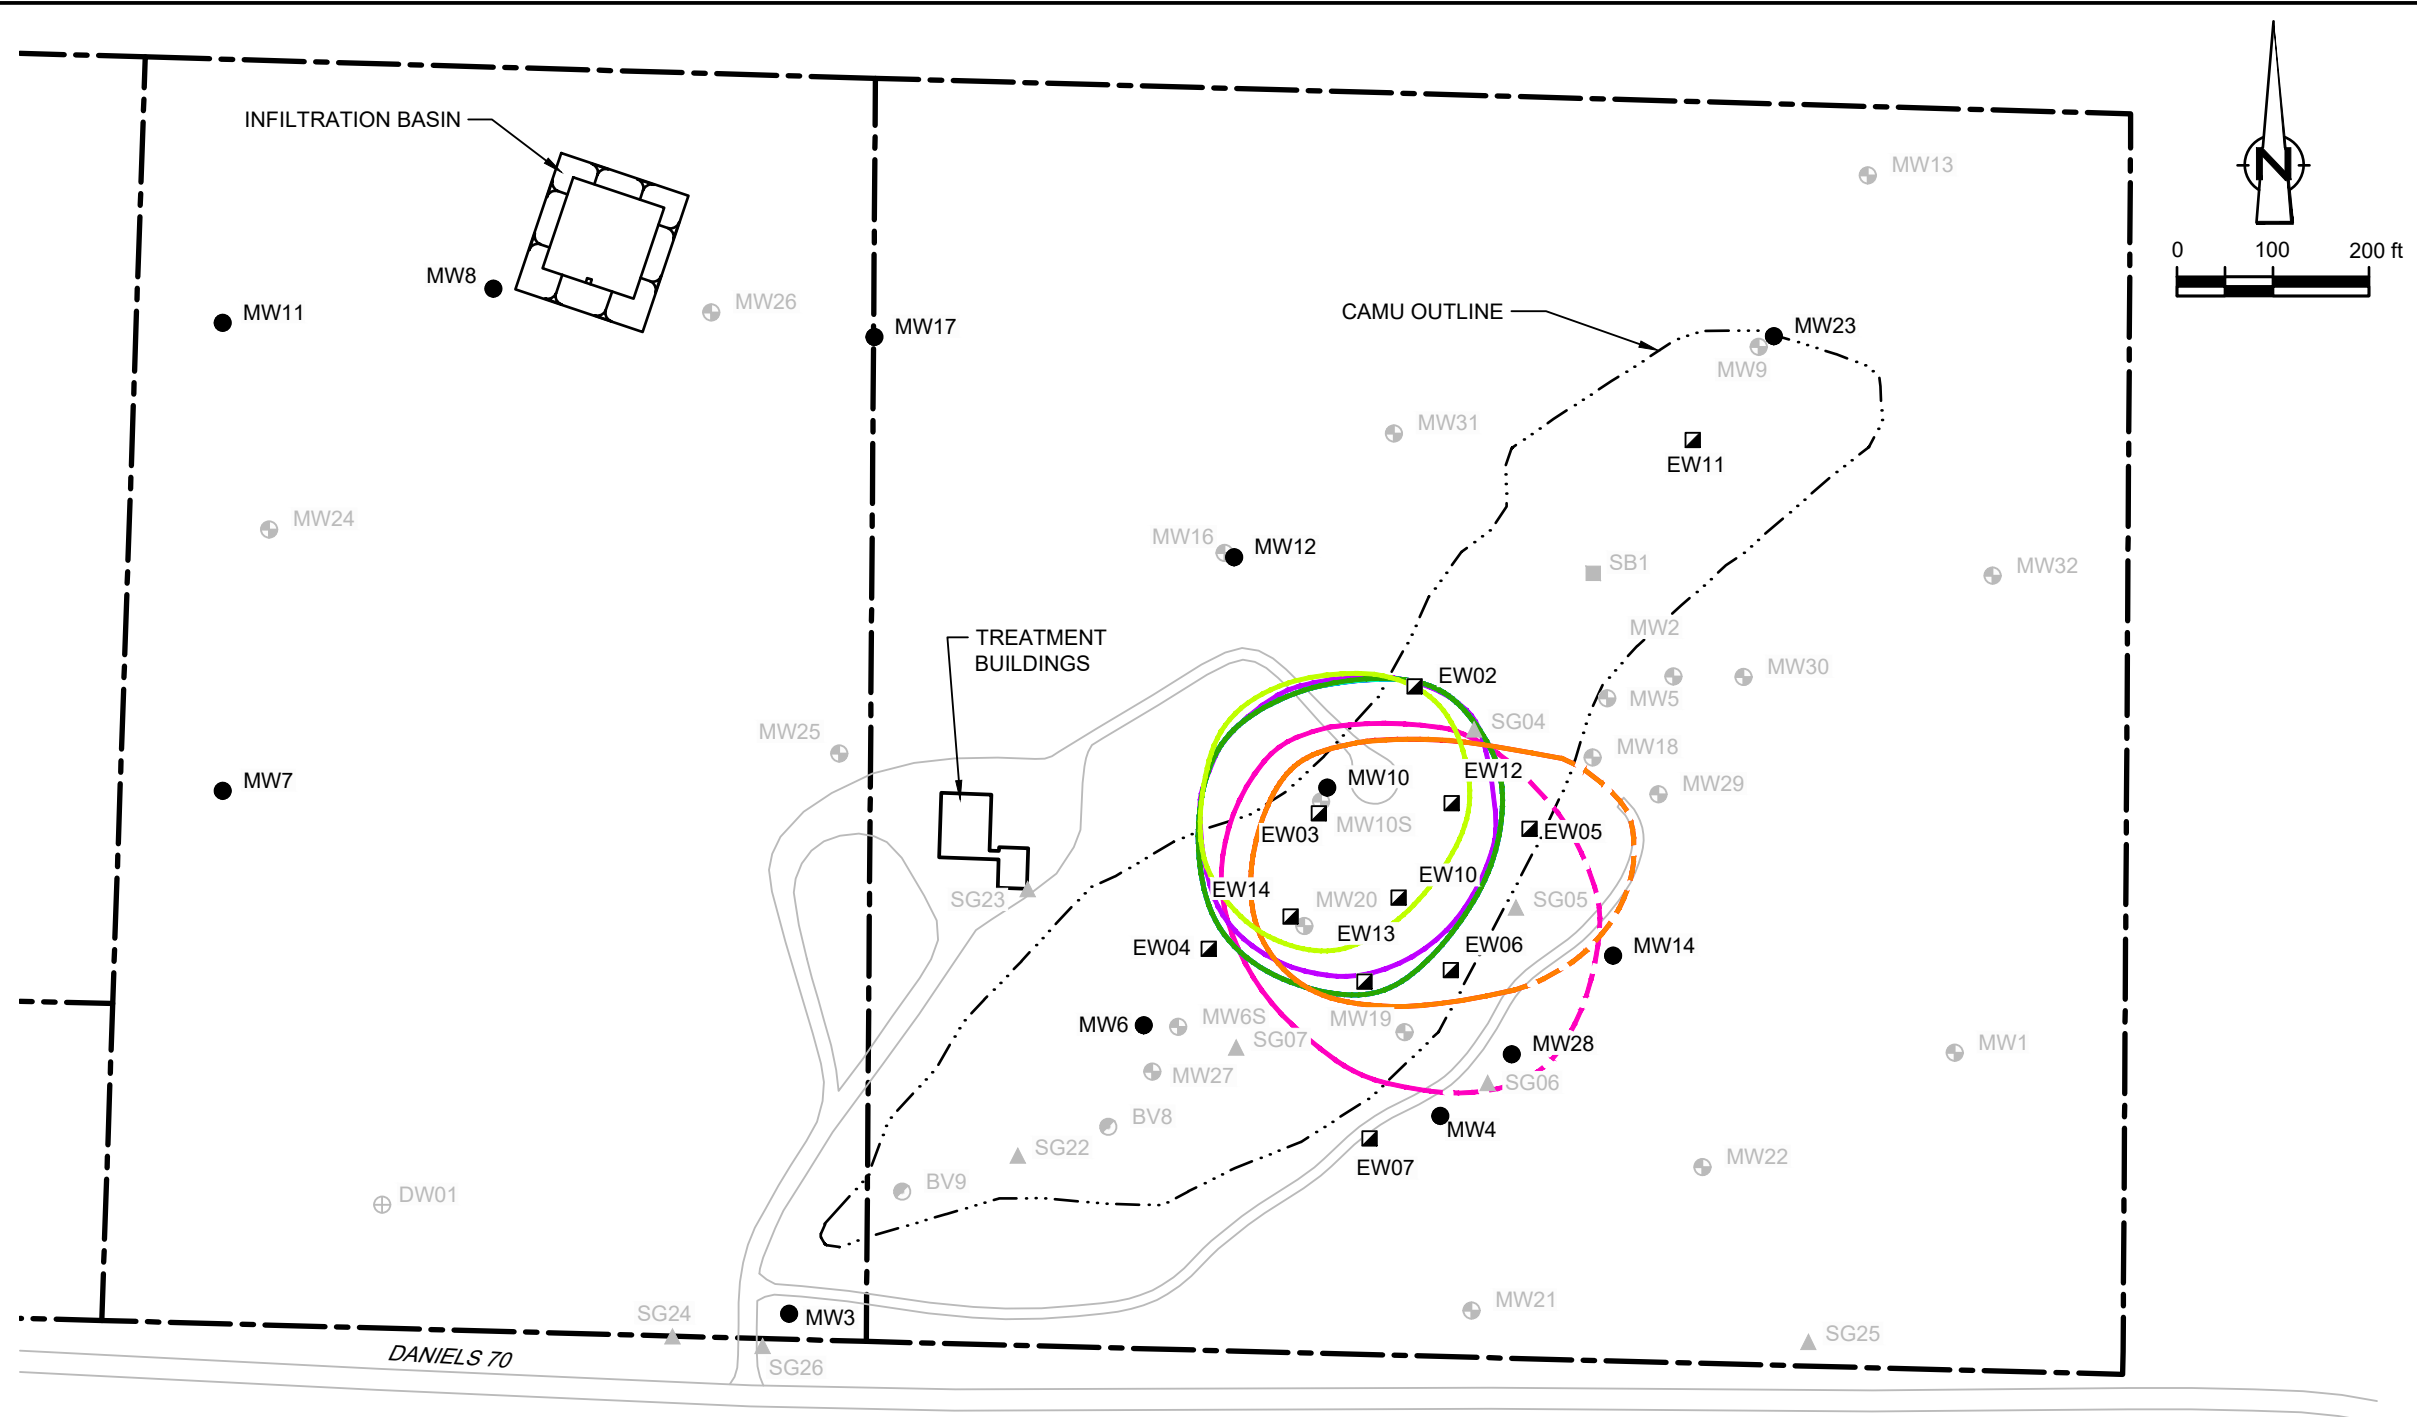 INFILTRATION BASIN
MW13
N
0 100 200 ft
MW8
MW26
MW11
MW17
CAMU OUTLINE
MW23
MW9
MW31
EW11
MW24
MW16
MW12
SB1
MW32
TREATMENT
BUILDINGS
MW2
EW02
MW30
MW5
SG04
MW25
MW18
MW7
MW10
EW12
MW29
EW03
MW10S
EW05
EW14
EW10
SG23
MW20
SG05
EW04
EW13
EW06
MW14
MW6
MW6S
MW19
SG07
MW28
MW1
MW27
SG06
BV8
MW4
SG22
EW07
MW22
BV9
DW01
MW21
SG24
MW3
SG25
DANIELS 70
SG26